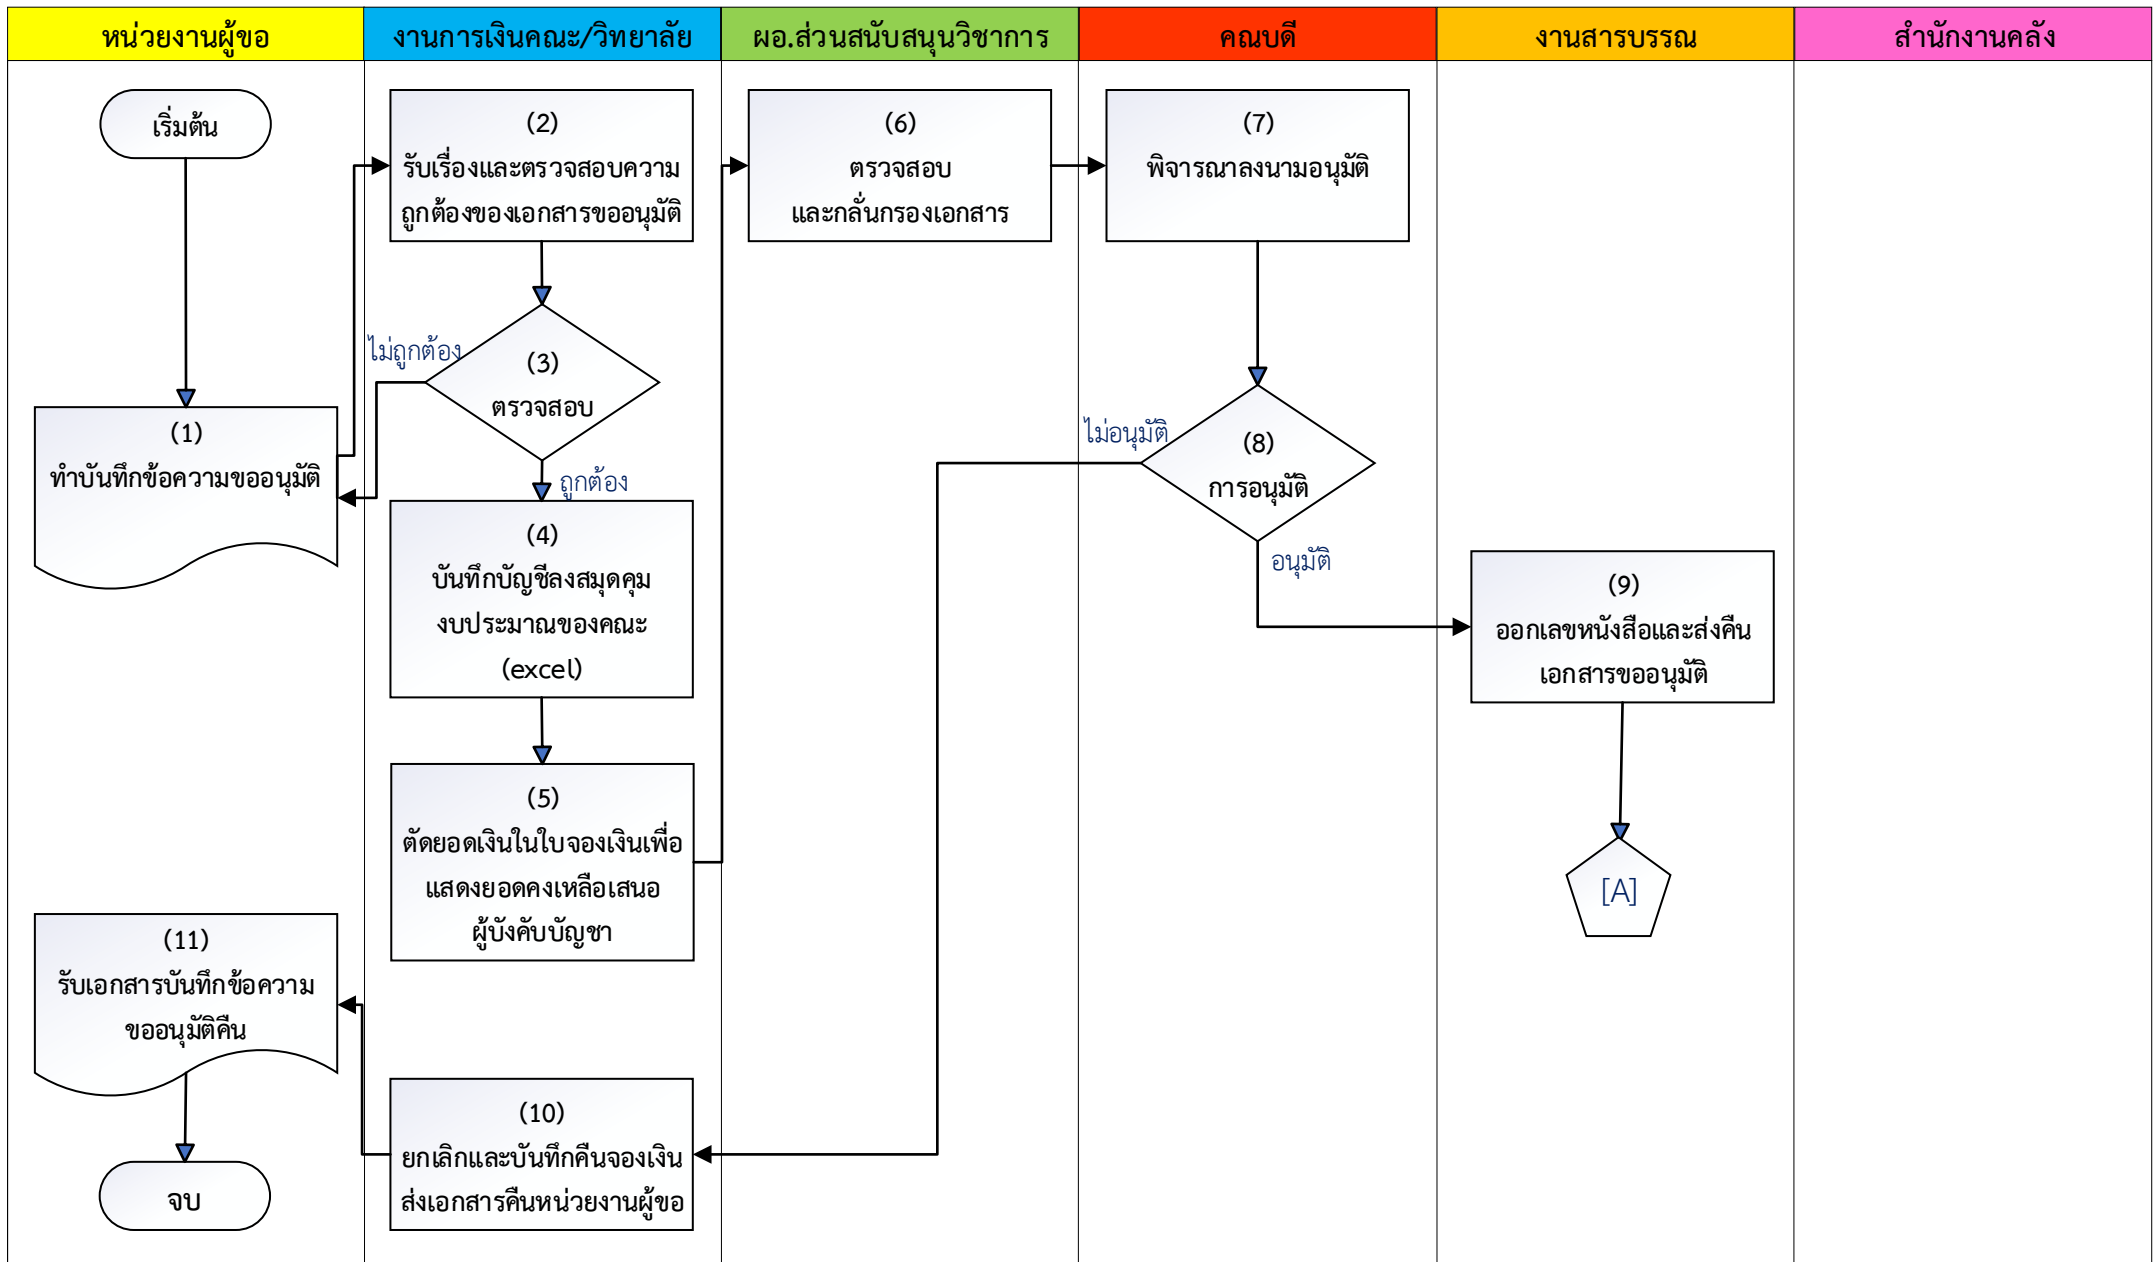 หน่วยงานผู้ขอ
งานการเงินคณะ/วิทยาลัย
ผอ.ส่วนสนับสนุนวิชาการ
คณบดี
งานสารบรรณ
สำนักงานคลัง
เริ่มต้น
(1)
ทำบันทึกข้อความขออนุมัติ
(2)
รับเรื่องและตรวจสอบความ
ถูกต้องของเอกสารขออนุมัติ
(3)
ตรวจสอบ
ไม่ถูกต้อง
ถูกต้อง
(4)
บันทึกบัญชีลงสมุดคุม
งบประมาณของคณะ
(excel)
(5)
ตัดยอดเงินในใบจองเงินเพื่อ
แสดงยอดคงเหลือเสนอ
ผู้บังคับบัญชา
(6)
ตรวจสอบ
และกลั่นกรองเอกสาร
(7)
พิจารณาลงนามอนุมัติ
(8)
การอนุมัติ
ไม่อนุมัติ
อนุมัติ
(9)
ออกเลขหนังสือและส่งคืน
เอกสารขออนุมัติ
[A]
(10)
ยกเลิกและบันทึกคืนจองเงิน
ส่งเอกสารคืนหน่วยงานผู้ขอ
(11)
รับเอกสารบันทึกข้อความ
ขออนุมัติคืน
จบ